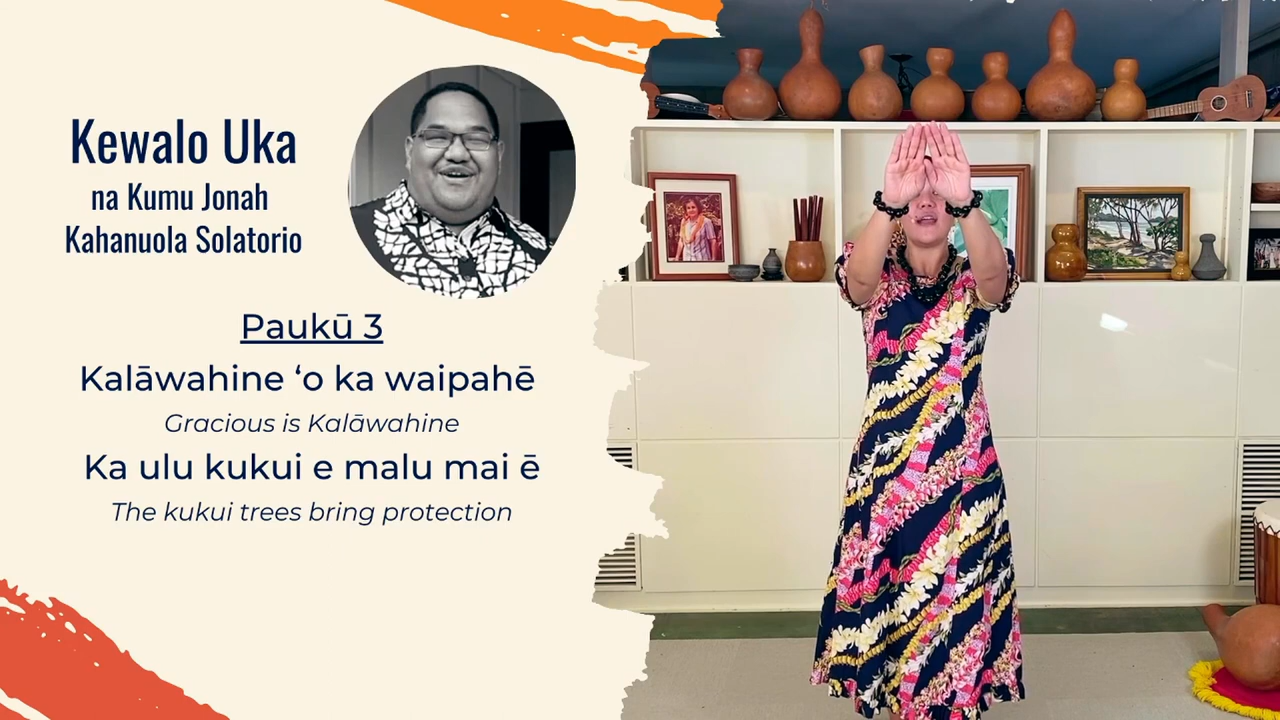 Kewalo Uka
na Kumu Jonah
Kahanuola Solatorio
Paukū 3
Kalāwahine ‘o ka waipahē
Gracious is Kalāwahine
Ka ulu kukui e malu mai ē
The kukui trees bring protection